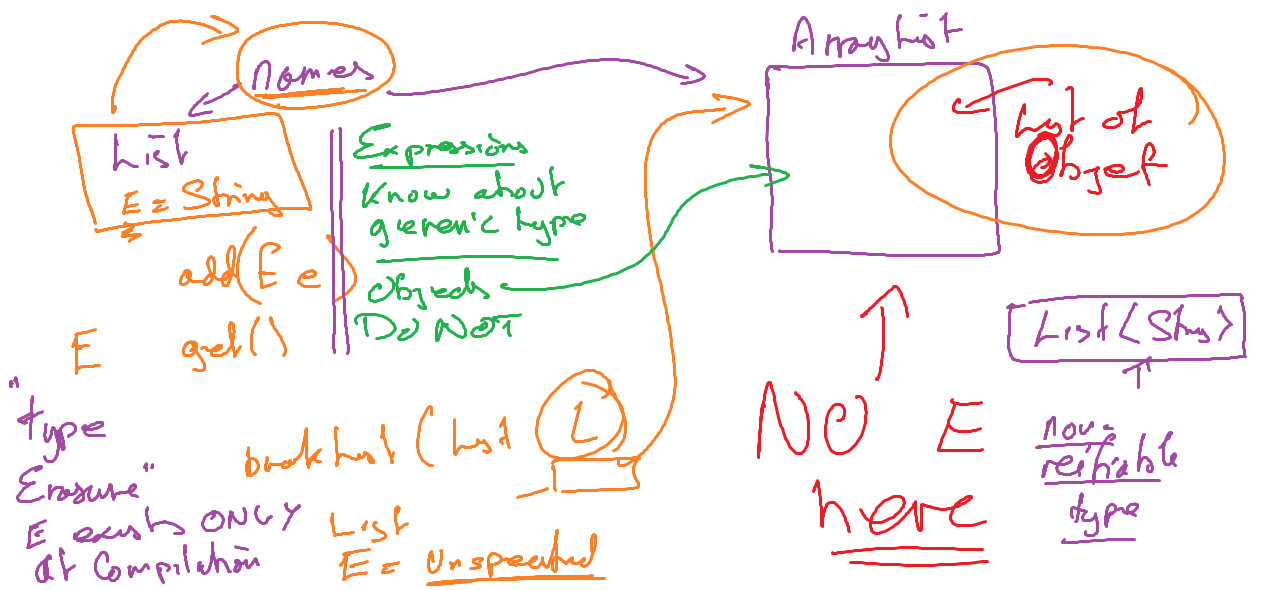 names
ArrayList
List
E = String
Expressions
Know about
generic type
Objects
DO NOT
List of
Object
add(E e)
E get()
List<String>
"type
Erasure"
E exists ONLY
at compilation
breakList(List L
List
E = Unspecified
NO E
here
non-
reifiable
type